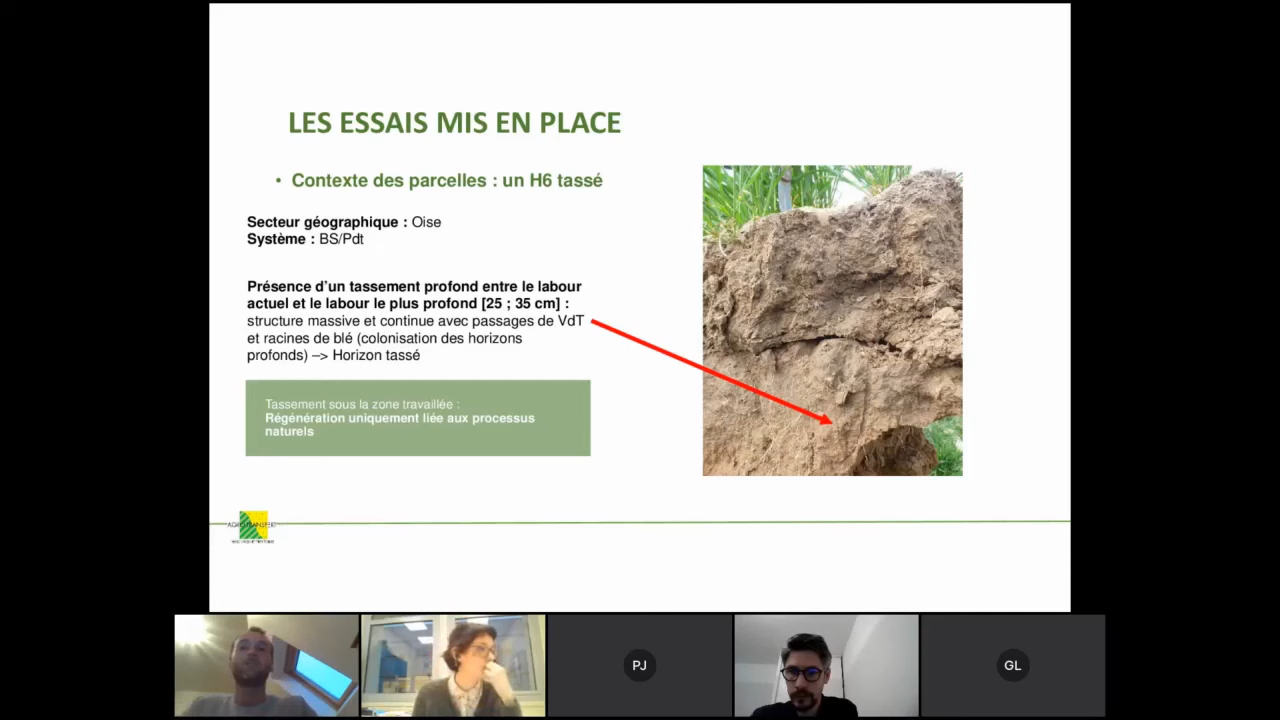 LES ESSAIS MIS EN PLACE
• Contexte des parcelles : un H6 tassé
Secteur géographique : Oise
Système : BS/Pdt
Présence d’un tassement profond entre le labour
actuel et le labour le plus profond [25 ; 35 cm] :
structure massive et continue avec passages de VdT
et racines de blé (colonisation des horizons
profonds) –> Horizon tassé
Tassement sous la zone travaillée :
Régénération uniquement liée aux processus
naturels
PJ
GL